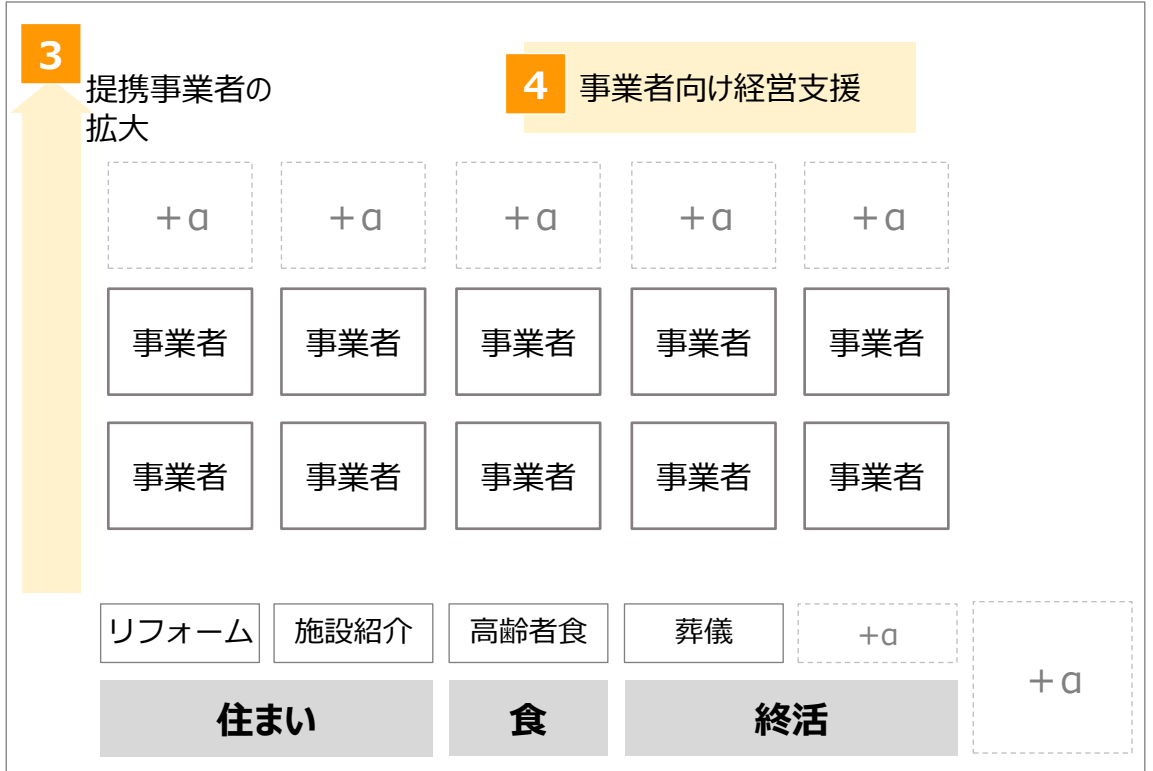 3
提携事業者の
拡大
4 事業者向け経営支援
+α +α +α +α +α
事業者 事業者 事業者 事業者 事業者
事業者 事業者 事業者 事業者 事業者
リフォーム 施設紹介 高齢者食 葬儀 +α
+α
住まい 食 終活